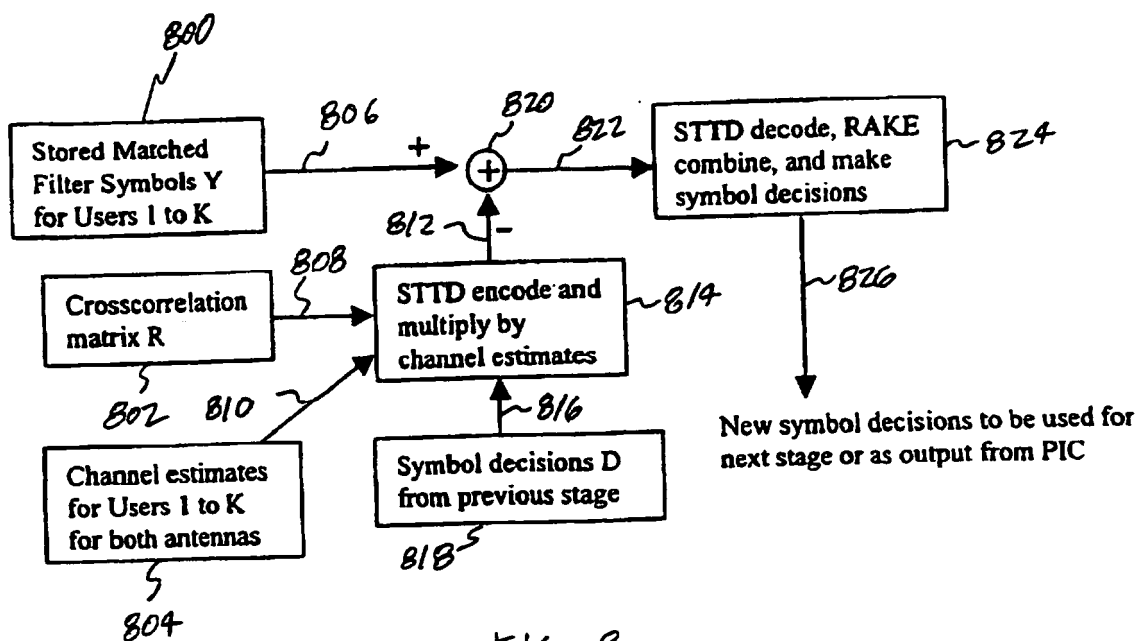 800
806
820
822
Stored Matched
Filter Symbols Y
for Users 1 to K
+
+
STTD decode, RAKE
combine, and make
symbol decisions
824
812
-
808
Crosscorrelation
matrix R
STTD encode and
multiply by
channel estimates
814
826
802
810
816
Channel estimates
for Users 1 to K
for both antennas
Symbol decisions D
from previous stage
New symbol decisions to be used for
next stage or as output from PIC
818
804